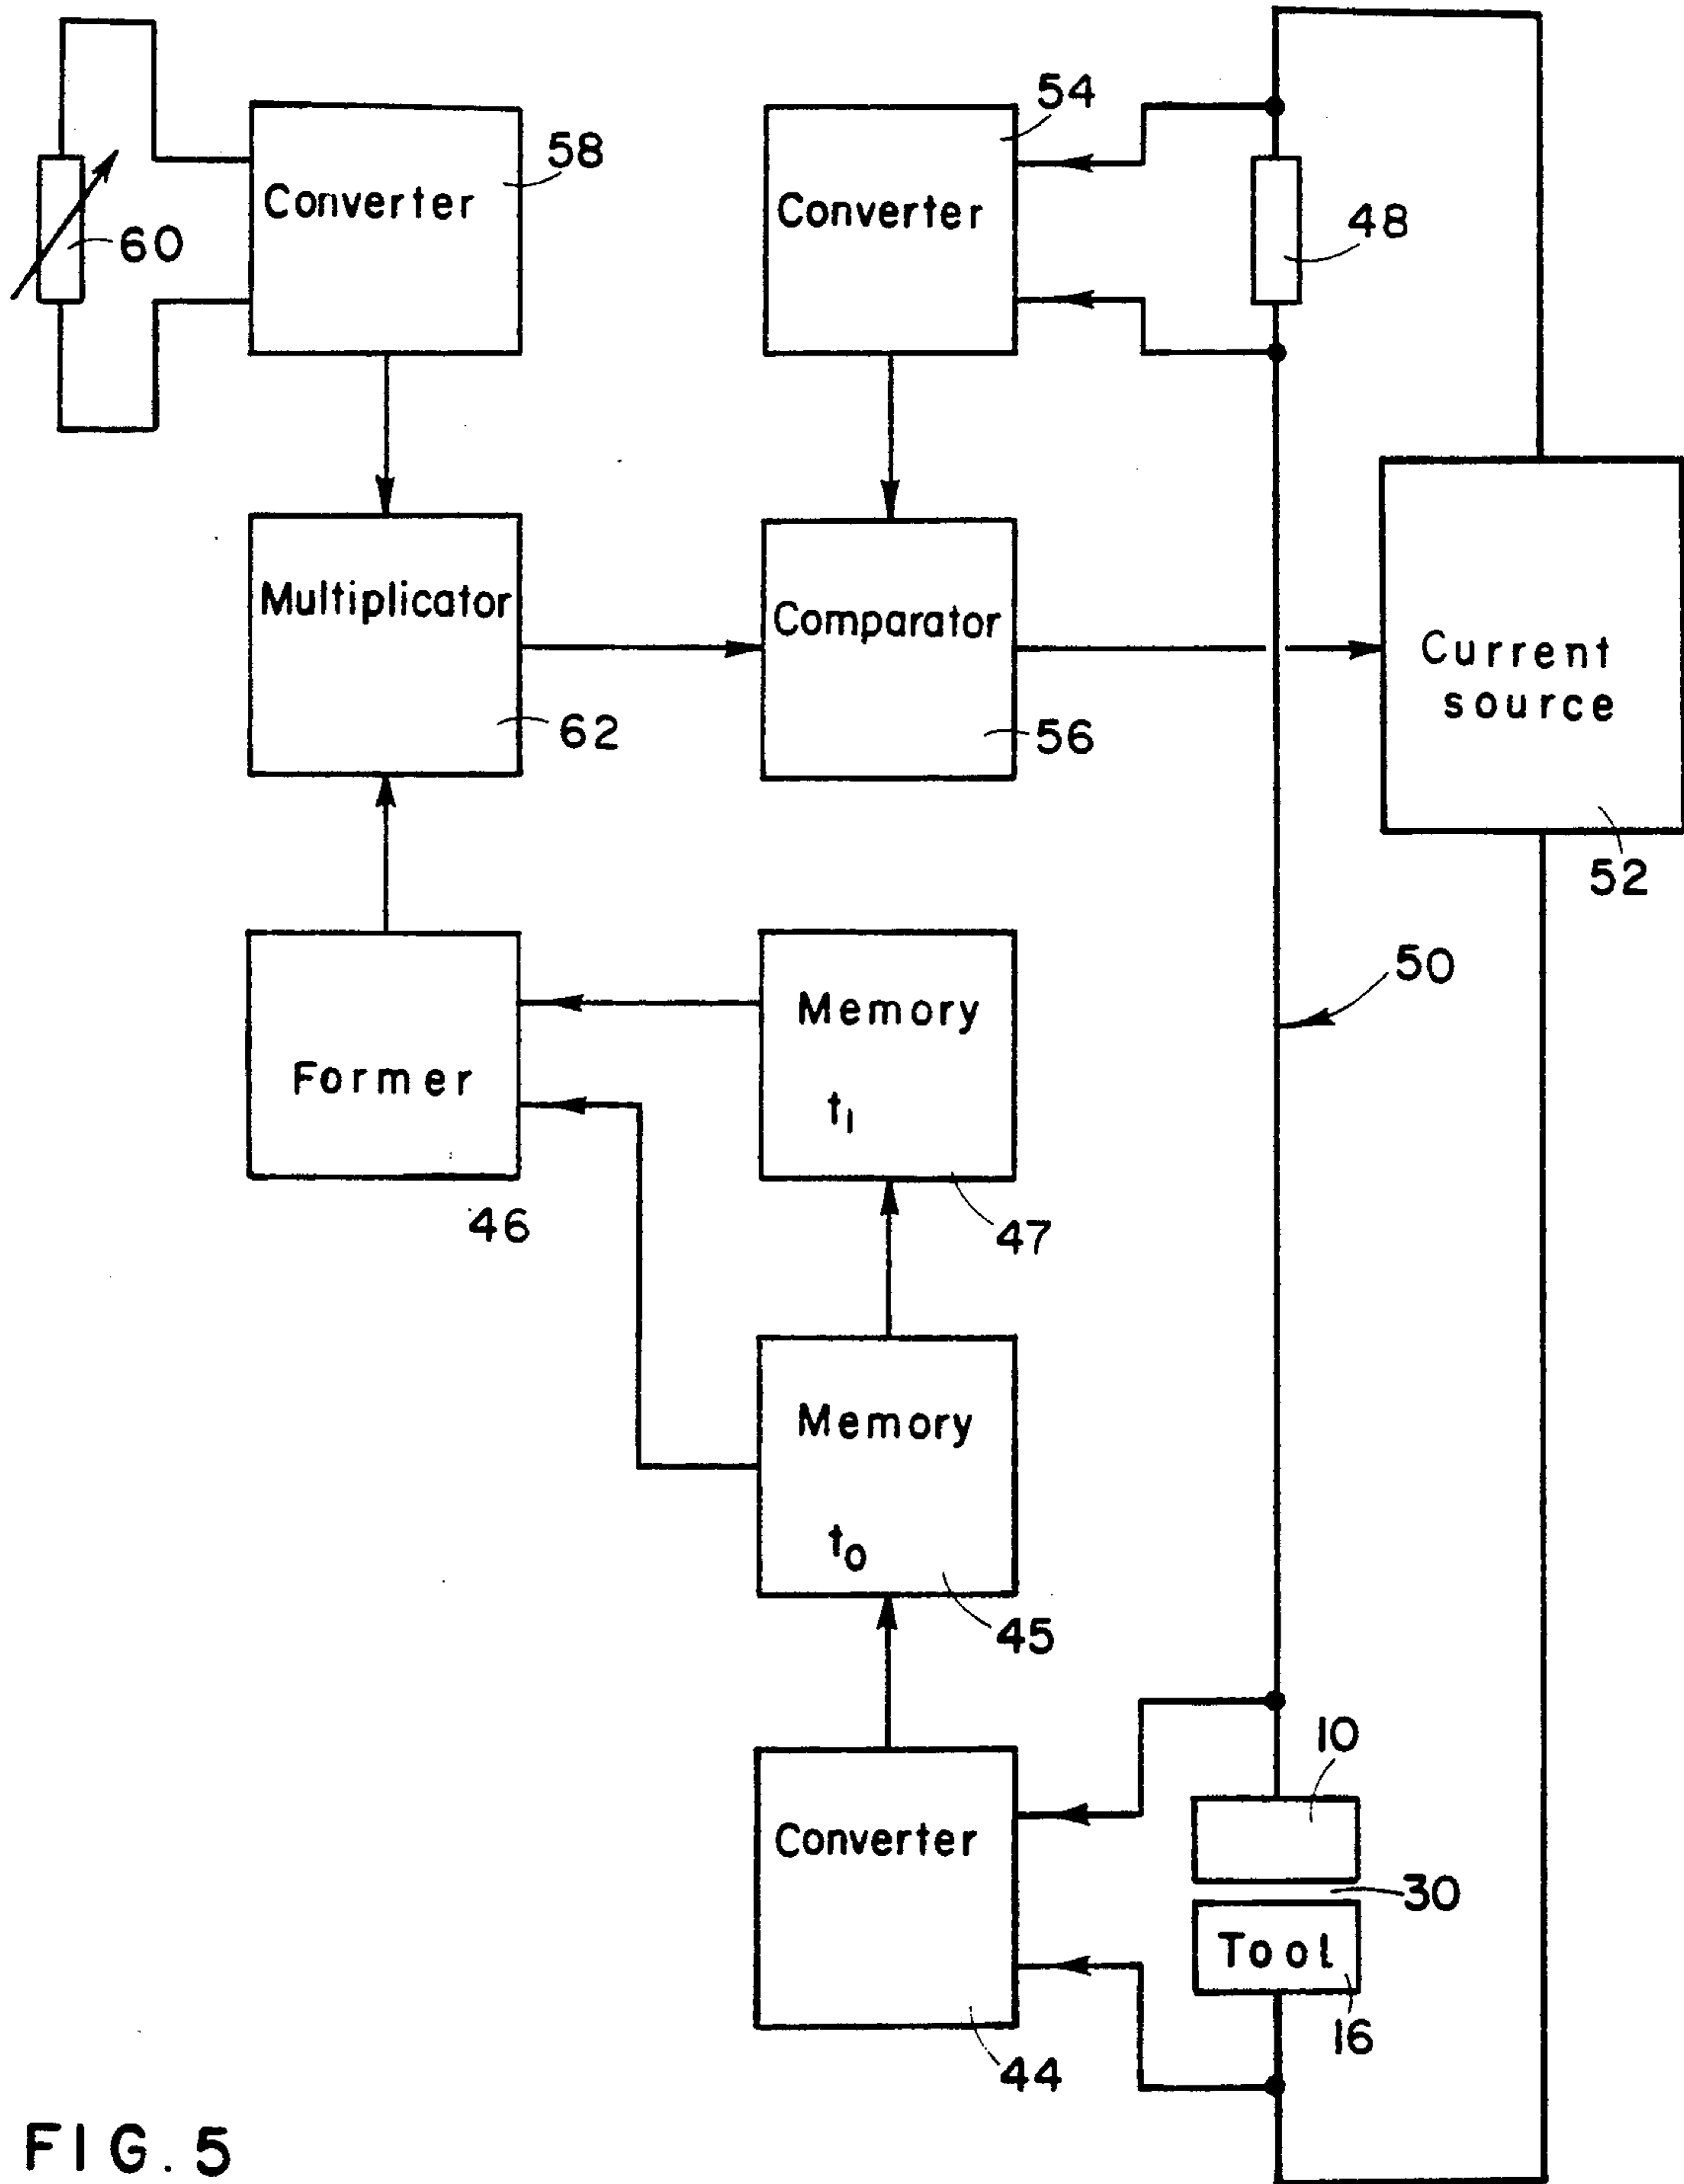 54
58
Converter
Converter
48
60
Multiplicator
Comparator
Current
source
62
56
52
50
Memory
t₁
Former
46
47
Memory
t₀
45
10
Converter
30
Tool
16
44
FIG. 5